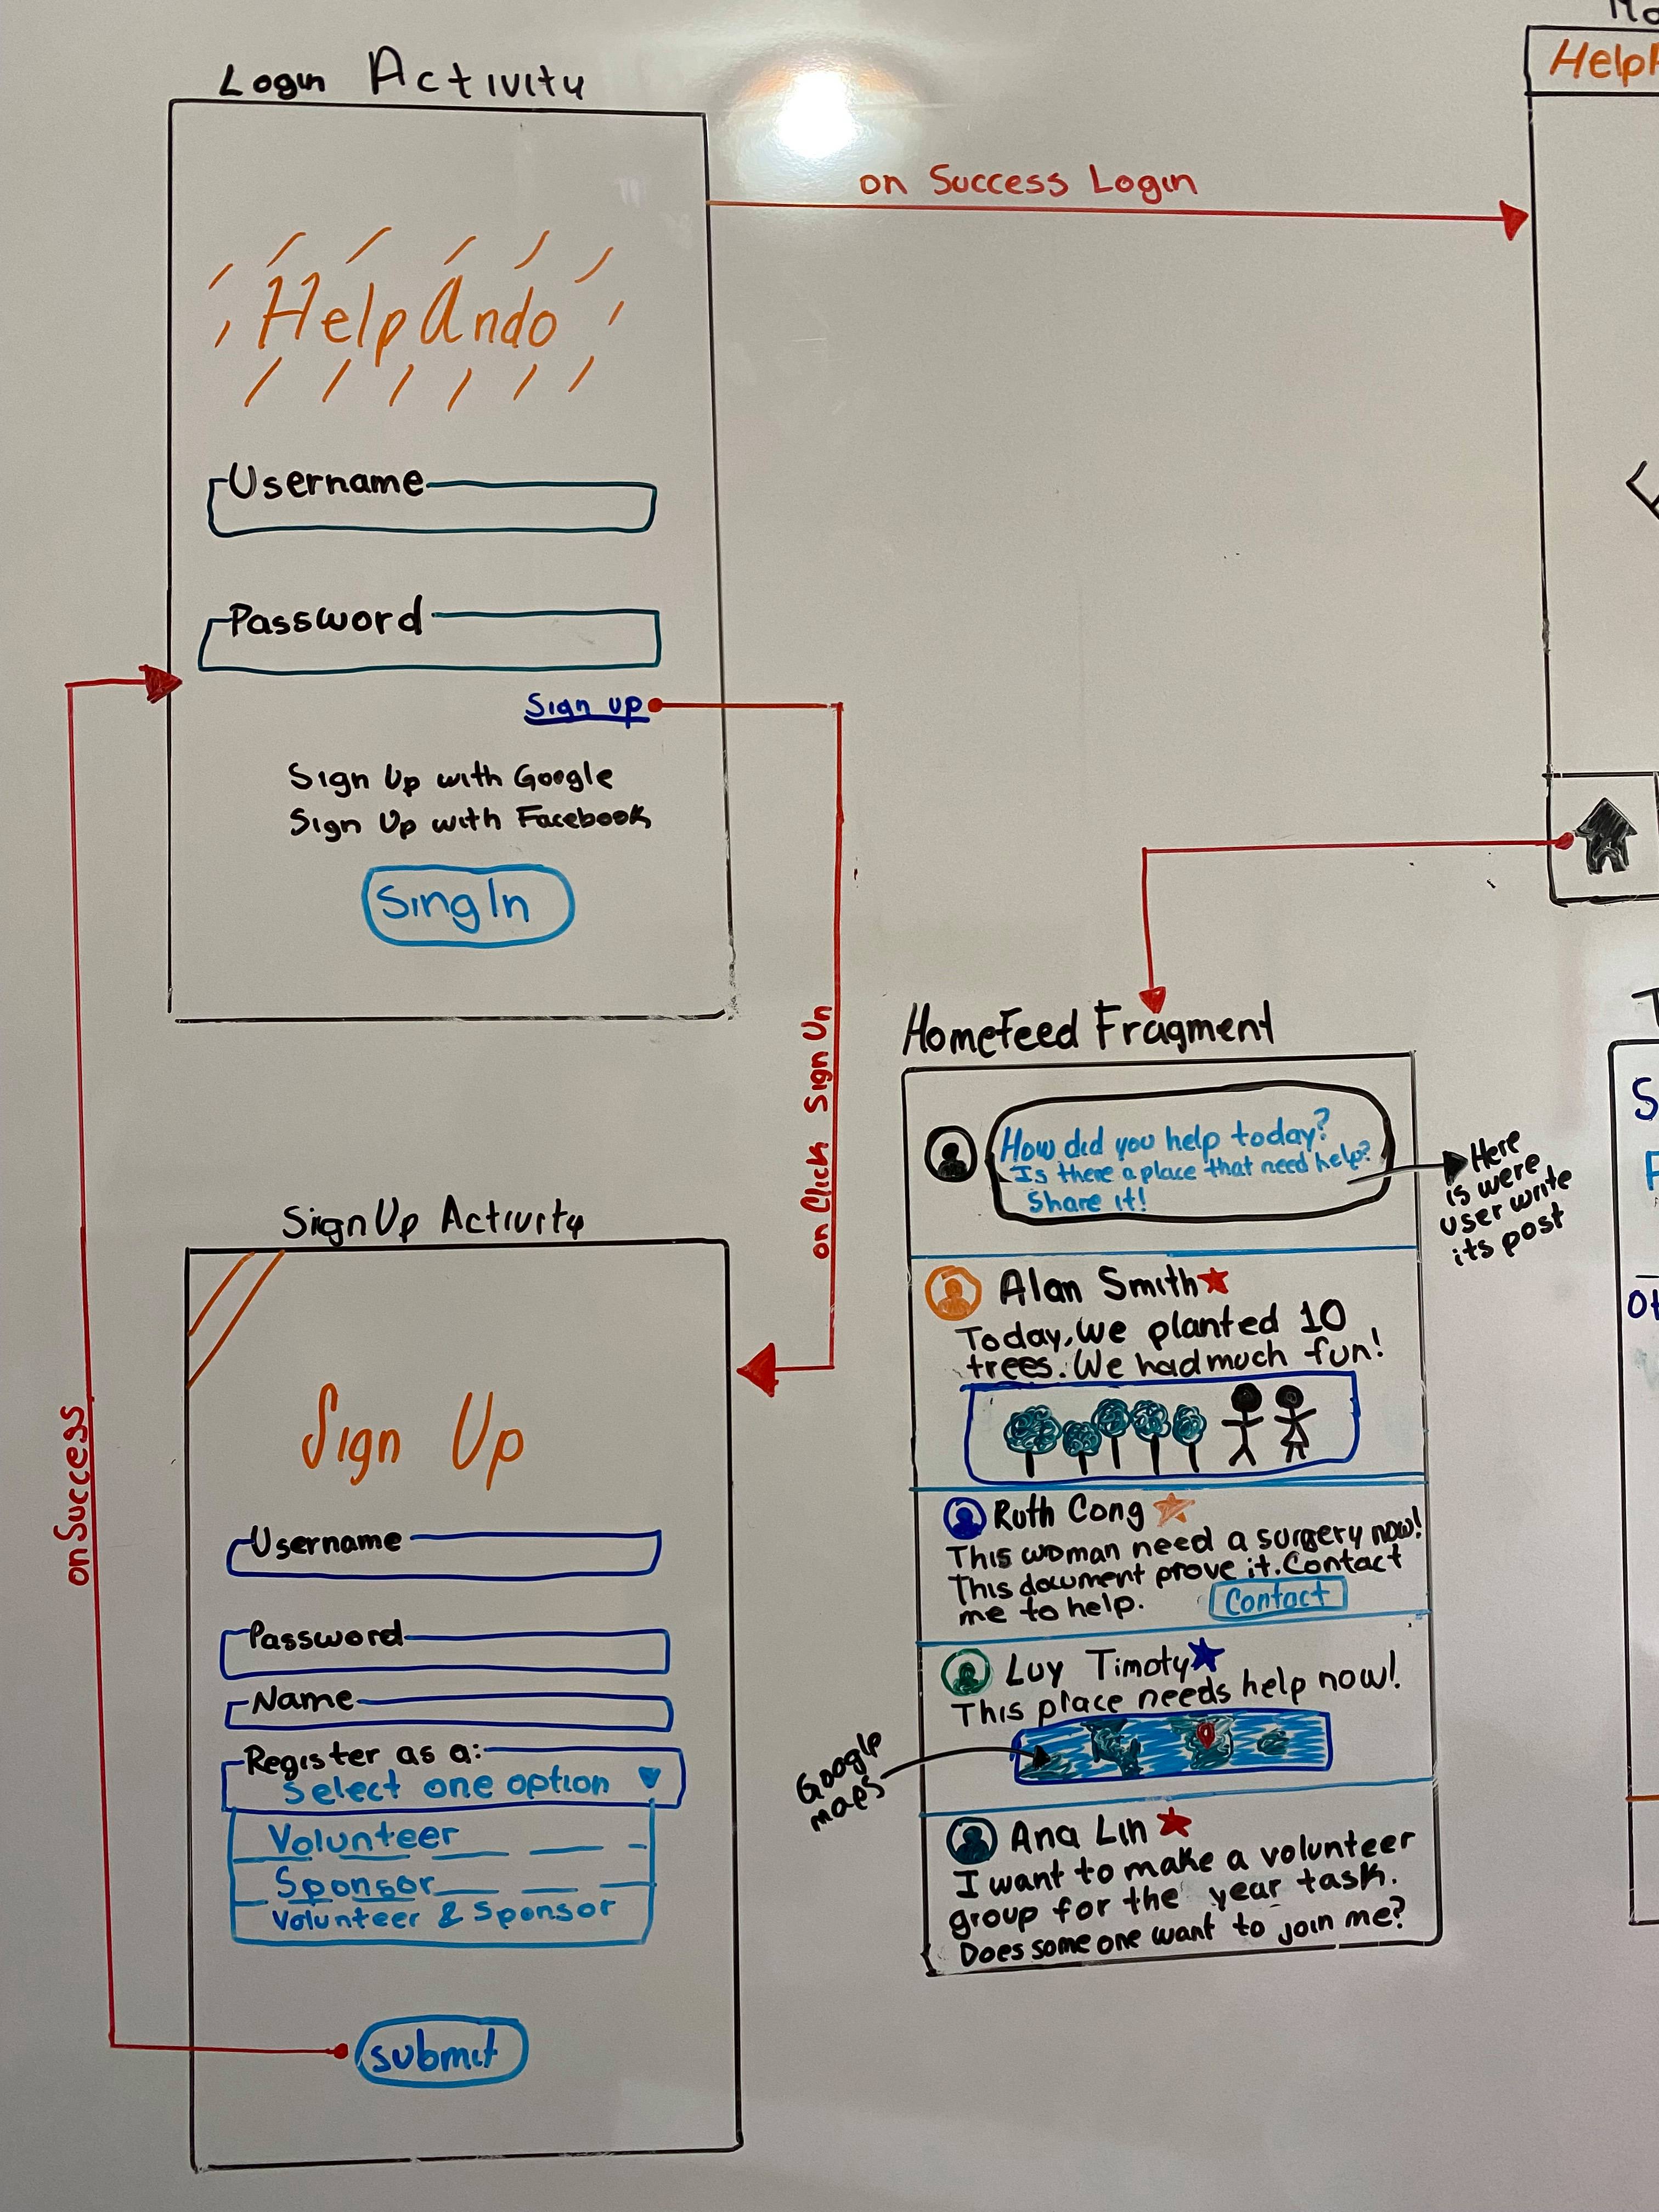 Login Activity
HelpAndo
Username
Password
Sign up
Sign Up with Google
Sign Up with Facebook
SingIn
on Success Login
on Click Sign Up
onSuccess
SignUp Activity
Sign Up
Username
Password
Name
Register as a:
Select one option
Volunteer
Sponsor
Volunteer & Sponsor
submit
HomeFeed Fragment
How did you help today?
Is there a place that need help?
Share it!
Here
is were
user write
its post
Alan Smith
Today, we planted 10
trees. We had much fun!
Ruth Cong
This woman need a surgery now!
This document prove it. Contact
me to help.
Contact
Luy Timoty
This place needs help now!
Google
maps
Ana Lin
I want to make a volunteer
group for the year task.
Does some one want to join me?